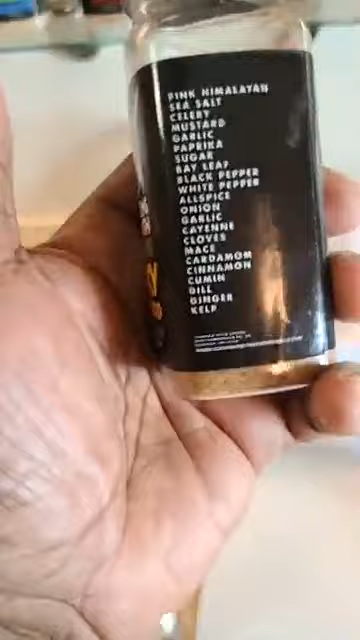 PINK HIMALAYAN
SEA SALT
CELERY
MUSTARD
GARLIC
PAPRIKA
SUGAR
BAY LEAF
BLACK PEPPER
WHITE PEPPER
ALLSPICE
ONION
GARLIC
CAYENNE
CLOVES
MACE
CARDAMOM
CINNAMON
CUMIN
DILL
GINGER
KELP